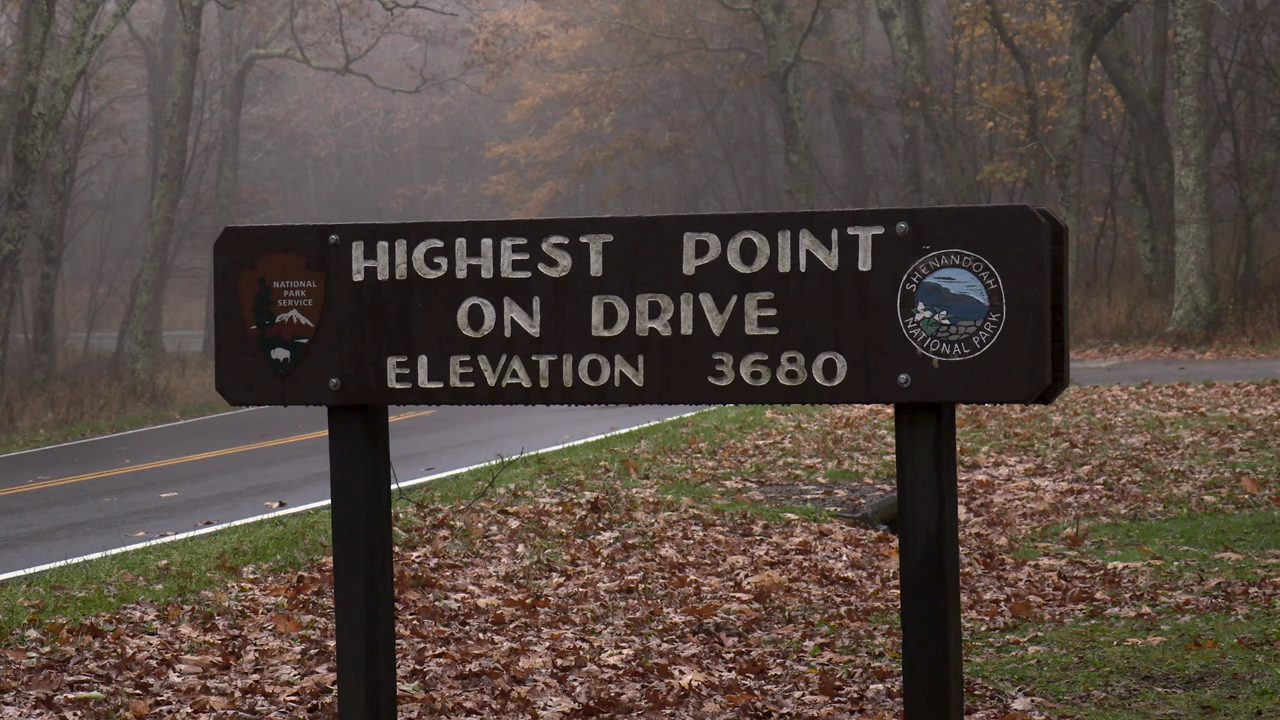 NATIONAL
PARK
SERVICE
HIGHEST POINT
ON DRIVE
ELEVATION 3680
SHENANDOAH
NATIONAL PARK